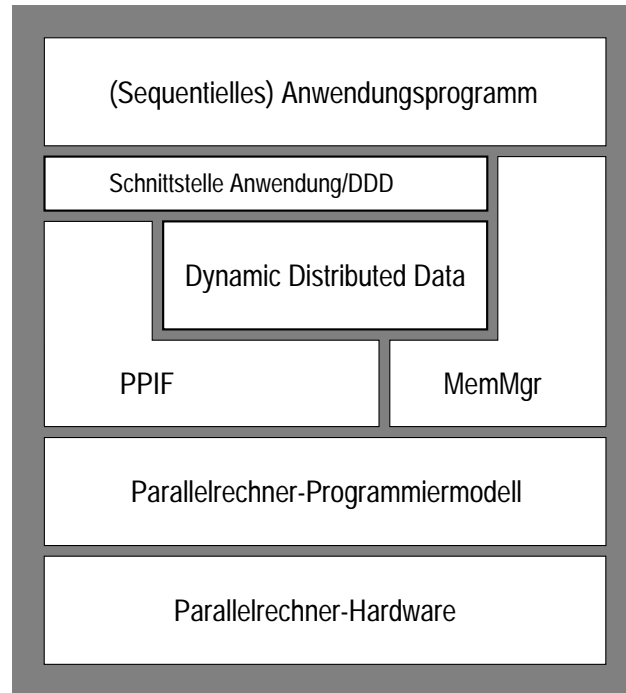 (Sequentielles) Anwendungsprogramm
Schnittstelle Anwendung/DDD
Dynamic Distributed Data
PPIF
MemMgr
Parallelrechner-Programmiermodell
Parallelrechner-Hardware